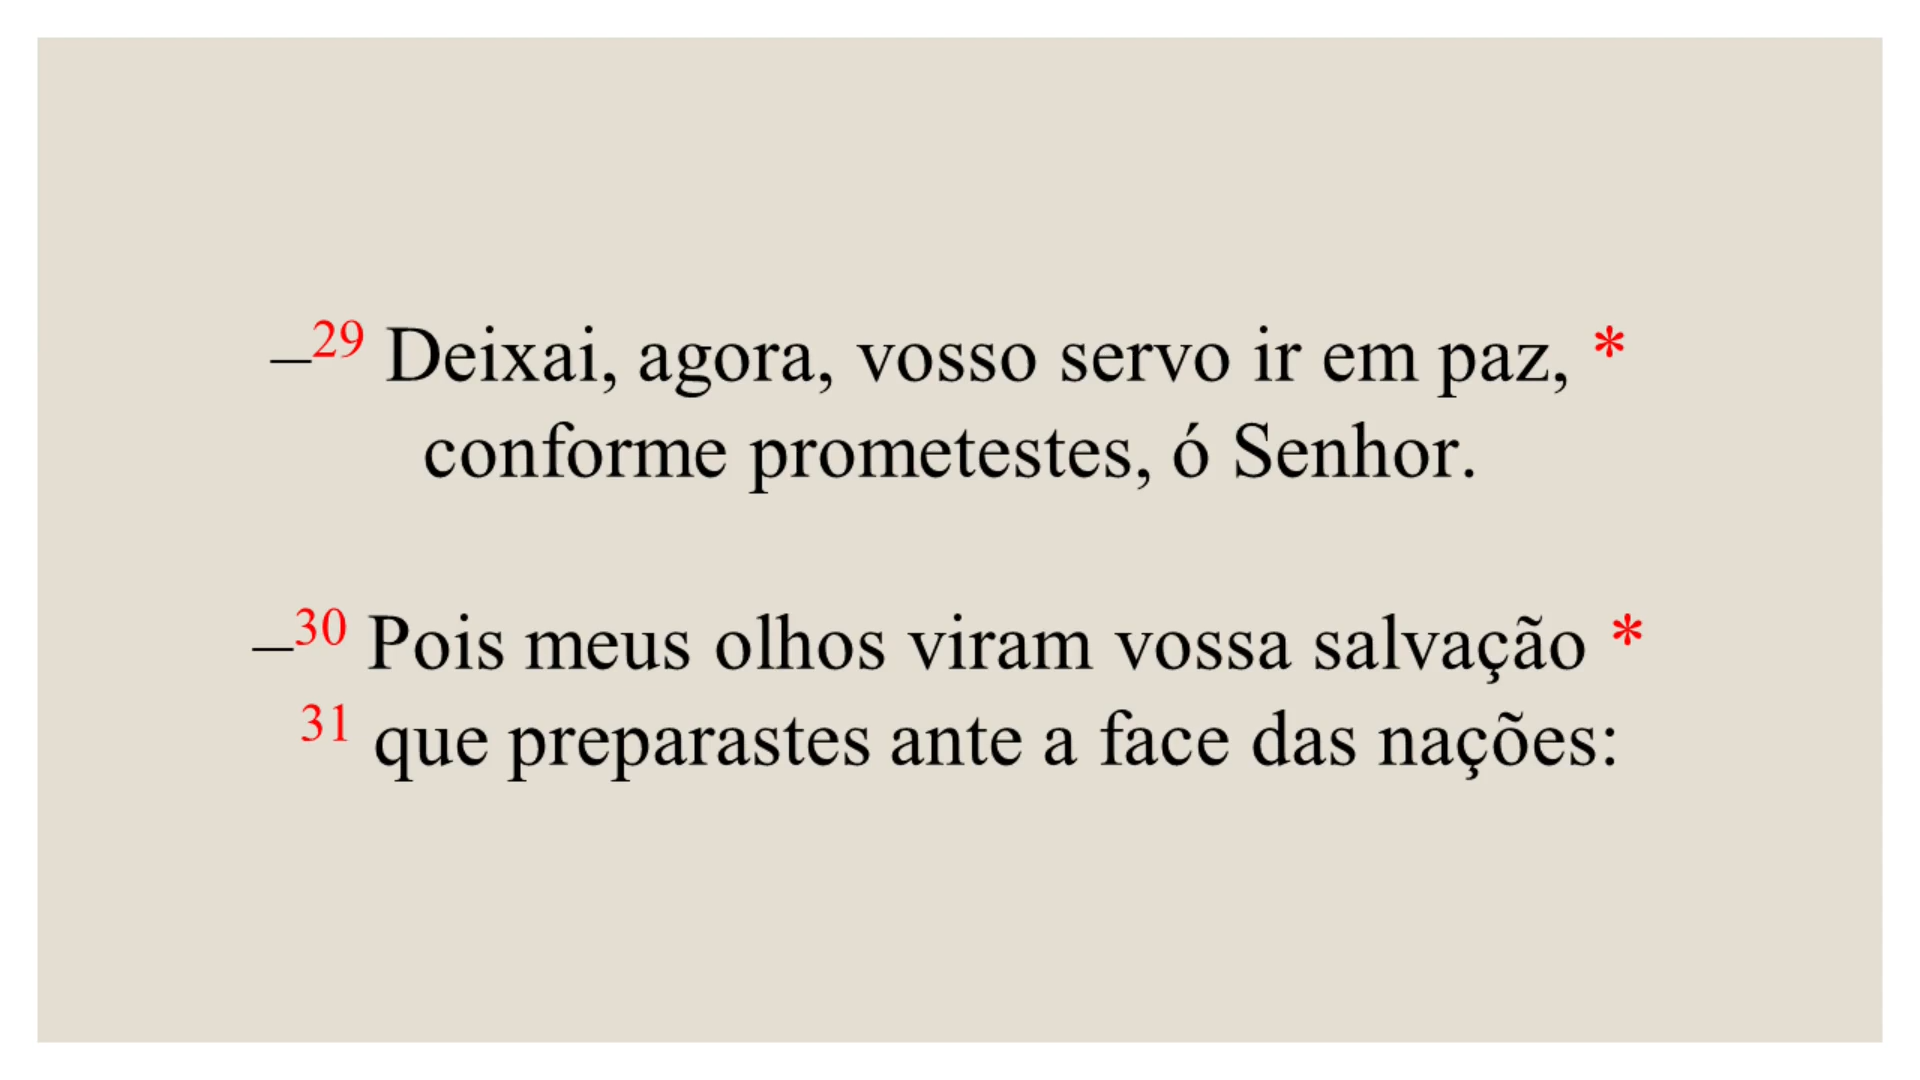 –29 Deixai, agora, vosso servo ir em paz, *
conforme prometestes, ó Senhor.
–30 Pois meus olhos viram vossa salvação *
31 que preparastes ante a face das nações: